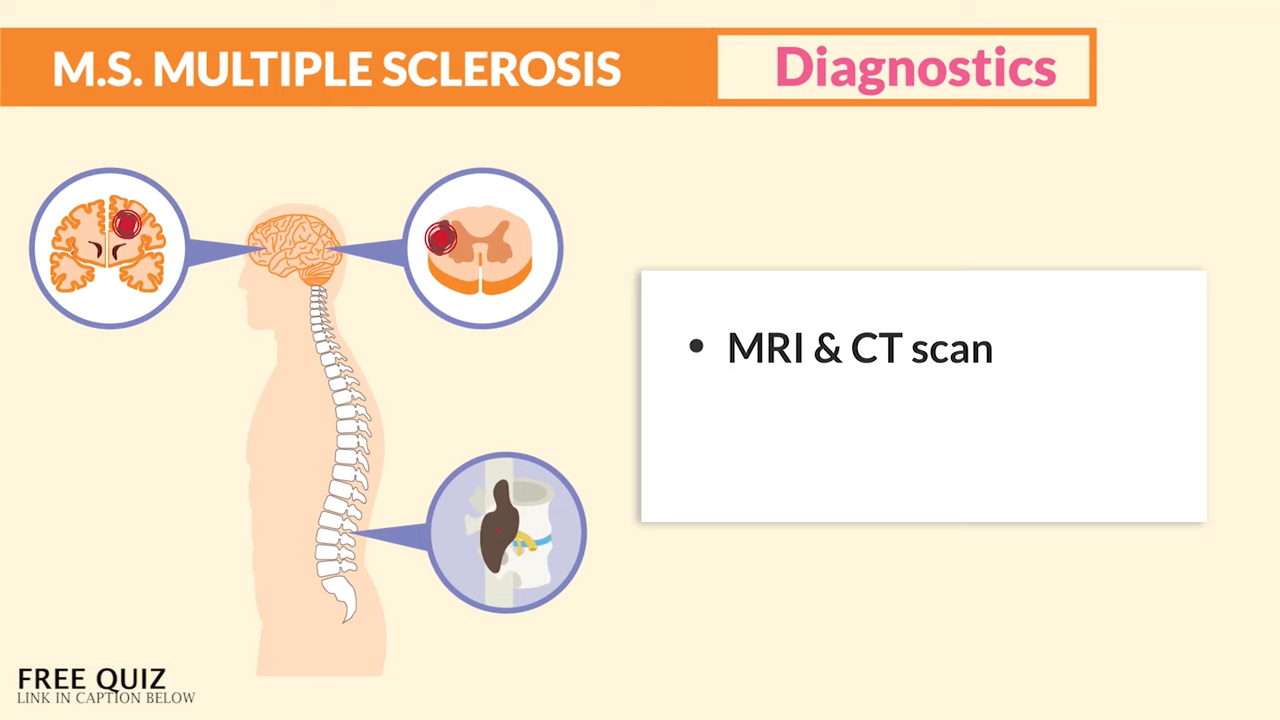 M.S. MULTIPLE SCLEROSIS
Diagnostics
• MRI & CT scan
FREE QUIZ
LINK IN CAPTION BELOW